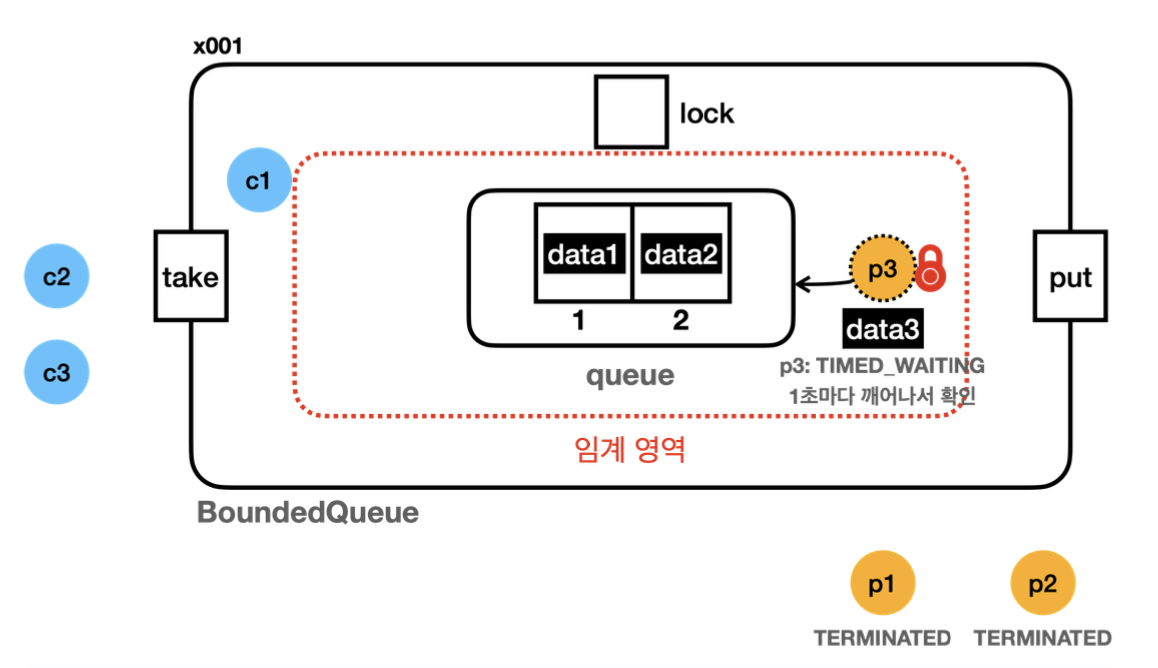 x001
lock
c1
c2
c3
take
data1
data2
1
2
queue
p3
data3
p3: TIMED_WAITING
1초마다 깨어나서 확인
put
임계 영역
BoundedQueue
p1
p2
TERMINATED
TERMINATED